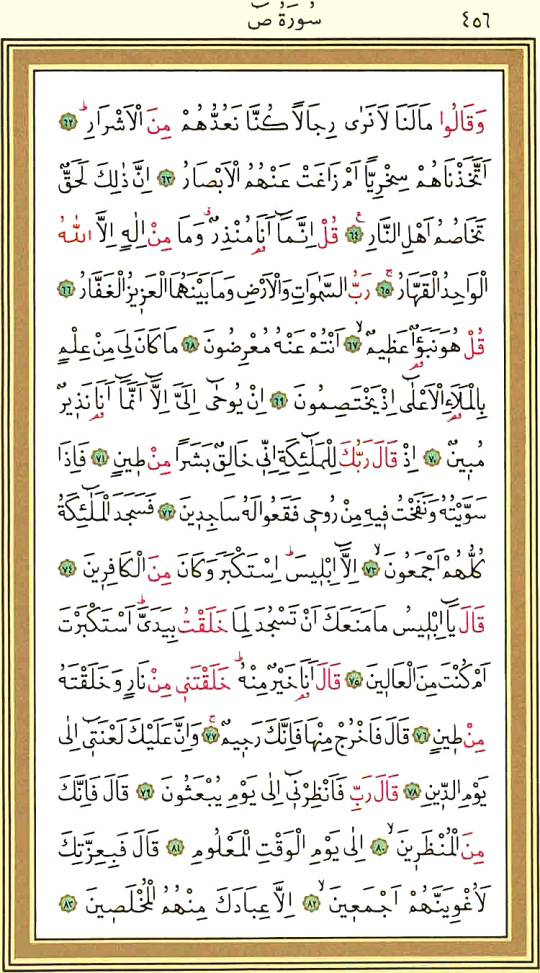 سُورَةُ صٓ ٤٥٦
وَقَالُوا مَالَنَا لَانَرٰى رِجَالًا كُنَّا نَعُدُّهُمْ مِنَ الْاَشْرَارِۜ ﴿٦٢﴾
اَتَّخَذْنَاهُمْ سِخْرِيًّا اَمْ زَاغَتْ عَنْهُمُ الْاَبْصَارُ ﴿٦٣﴾ اِنَّ ذٰلِكَ لَحَقٌّ
تَخَاصُمُ اَهْلِ النَّارِ۟ ﴿٦٤﴾ قُلْ اِنَّمَٓا اَنَا۬ مُنْذِرٌۗ وَمَا مِنْ اِلٰهٍ اِلَّا اللّٰهُ
الْوَاحِدُ الْقَهَّارُۚ ﴿٦٥﴾ رَبُّ السَّمٰوَاتِ وَالْاَرْضِ وَمَا بَيْنَهُمَا الْعَز۪يزُ الْغَفَّارُ ﴿٦٦﴾
قُلْ هُوَ نَبَؤٌ۬ا عَظ۪يمٌۙ ﴿٦٧﴾ اَنْتُمْ عَنْهُ مُعْرِضُونَ ﴿٦٨﴾ مَا كَانَ لِيَ مِنْ عِلْمٍ
بِالْمَلَأِ۬ الْاَعْلٰٓى اِذْ يَخْتَصِمُونَ ﴿٦٩﴾ اِنْ يُوحٰٓى اِلَيَّ اِلَّٓا اَنَّمَٓا اَنَا۬ نَذ۪يرٌ
مُب۪ينٌ ﴿٧٠﴾ اِذْ قَالَ رَبُّكَ لِلْمَلٰٓئِكَةِ اِنّ۪ي خَالِقٌ بَشَرًا مِنْ ط۪ينٍ ﴿٧١﴾ فَاِذَا
سَوَّيْتُهُ وَنَفَخْتُ ف۪يهِ مِنْ رُوح۪ي فَقَعُوا لَهُ سَاجِد۪ينَ ﴿٧٢﴾ فَسَجَدَ الْمَلٰٓئِكَةُ
كُلُّهُمْ اَجْمَعُونَۙ ﴿٧٣﴾ اِلَّٓا اِبْل۪يسَۜ اِسْتَكْبَرَ وَكَانَ مِنَ الْكَافِر۪ينَ ﴿٧٤﴾
قَالَ يَٓا اِبْل۪يسُ مَا مَنَعَكَ اَنْ تَسْجُدَ لِمَا خَلَقْتُ بِيَدَيَّۜ اَسْتَكْبَرْتَ
اَمْ كُنْتَ مِنَ الْعَال۪ينَ ﴿٧٥﴾ قَالَ اَنَا۬ خَيْرٌ مِنْهُۜ خَلَقْتَن۪ي مِنْ نَارٍ وَخَلَقْتَهُ
مِنْ ط۪ينٍ ﴿٧٦﴾ قَالَ فَاخْرُجْ مِنْهَا فَاِنَّكَ رَج۪يمٌۚ ﴿٧٧﴾ وَاِنَّ عَلَيْكَ لَعْنَت۪ٓي اِلٰى
يَوْمِ الدّ۪ينِ ﴿٧٨﴾ قَالَ رَبِّ فَاَنْظِرْن۪ٓي اِلٰى يَوْمِ يُبْعَثُونَ ﴿٧٩﴾ قَالَ فَاِنَّكَ
مِنَ الْمُنْظَر۪ينَۙ ﴿٨٠﴾ اِلٰى يَوْمِ الْوَقْتِ الْمَعْلُومِ ﴿٨١﴾ قَالَ فَبِعِزَّتِكَ
لَاُغْوِيَنَّهُمْ اَجْمَع۪ينَۙ ﴿٨٢﴾ اِلَّا عِبَادَكَ مِنْهُمُ الْمُخْلَص۪ينَ ﴿٨٣﴾